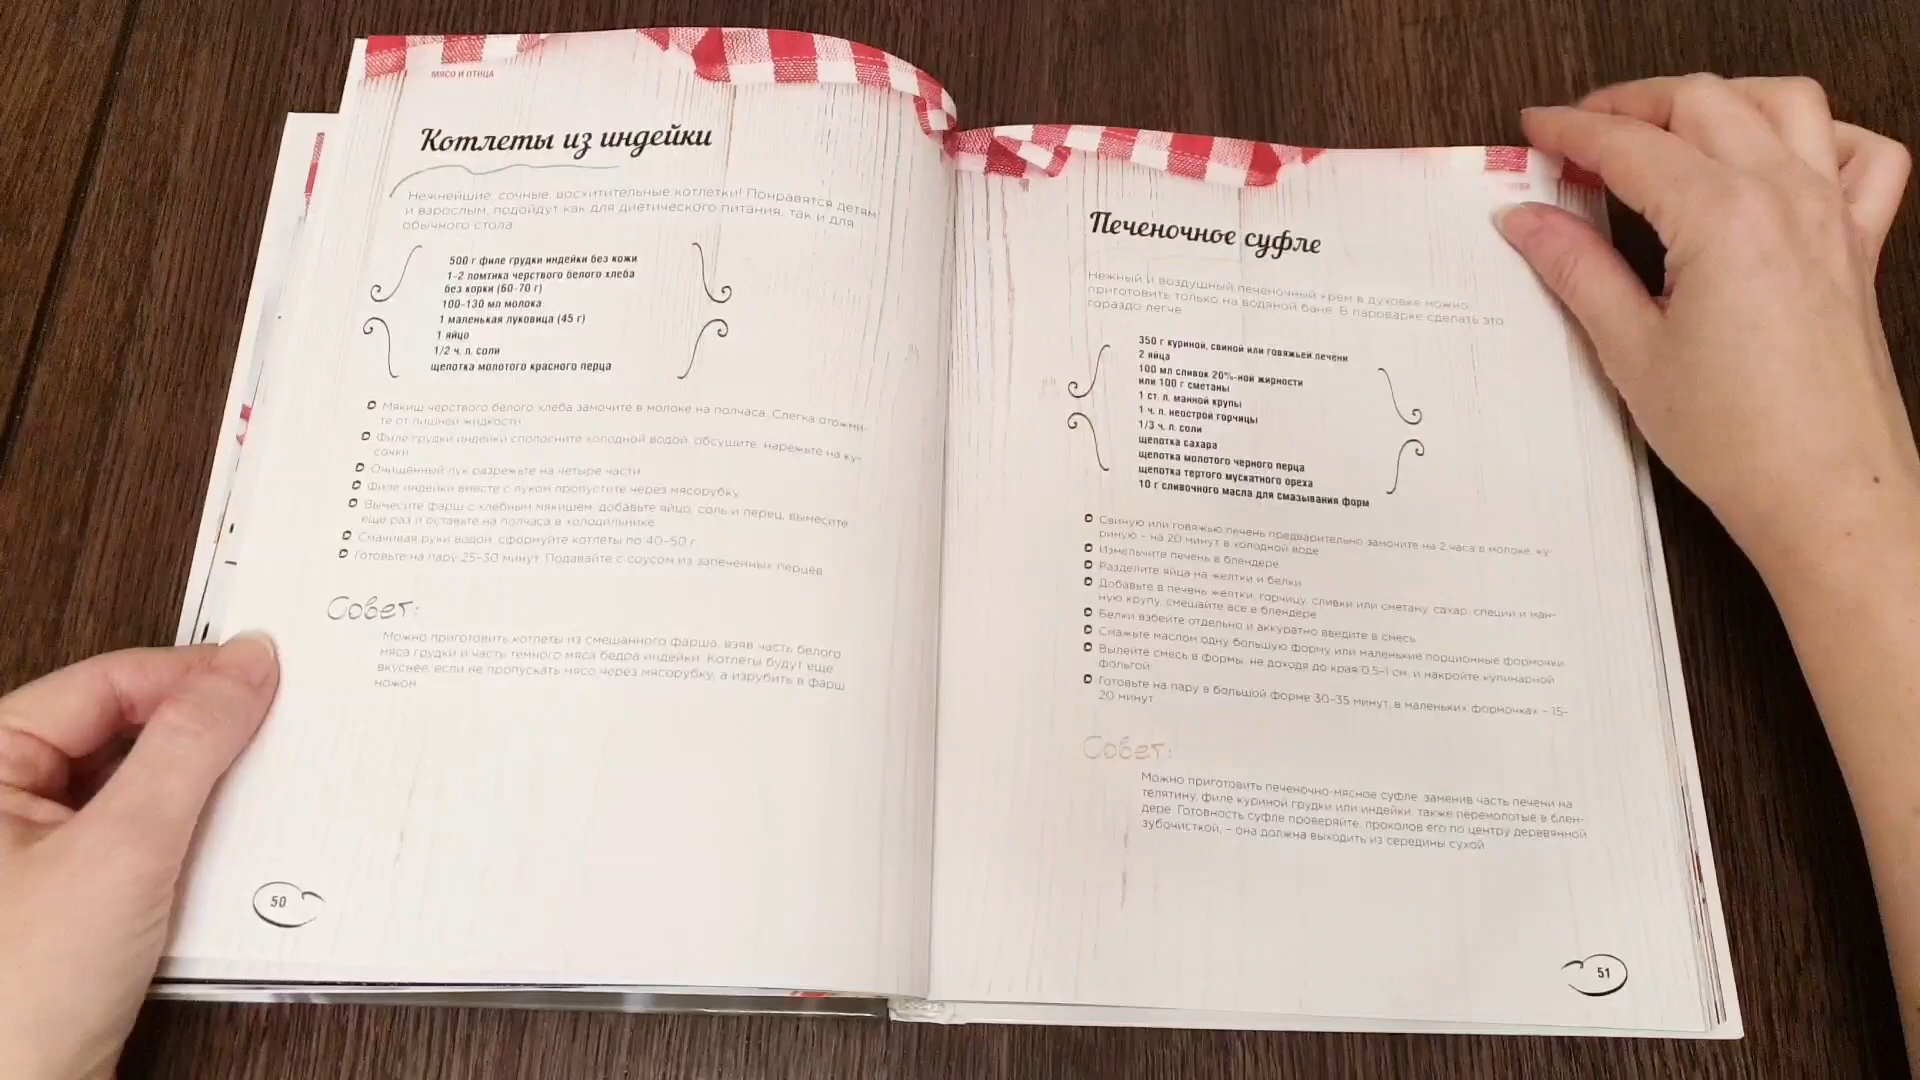 МЯСО И ПТИЦА
Котлеты из индейки
Нежнейшие, сочные, восхитительные котлетки! Понравятся детям
и взрослым, подойдут как для диетического питания, так и для
обычного стола.
500 г филе грудки индейки без кожи
1-2 ломтика черствого белого хлеба
без корки (60-70 г)
100-130 мл молока
1 маленькая луковица (45 г)
1 яйцо
1/2 ч. л. соли
щепотка молотого красного перца
Мякиш черствого белого хлеба замочите в молоке на полчаса. Слегка отожми-
те от лишней жидкости.
Филе грудки индейки сполосните холодной водой, обсушите, нарежьте на ку-
сочки.
Очищенный лук разрежьте на четыре части.
Филе индейки вместе с луком пропустите через мясорубку.
Вымесите фарш с хлебным мякишем, добавьте яйцо, соль и перец, вымесите
еще раз и оставьте на полчаса в холодильнике.
Смачивая руки водой, сформуйте котлеты по 40–50 г.
Готовьте на пару 25–30 минут. Подавайте с соусом из запеченных перцев.
Совет:
Можно приготовить котлеты из смешанного фарша, взяв часть белого
мяса грудки и часть темного мяса бедра индейки. Котлеты будут еще
вкуснее, если не пропускать мясо через мясорубку, а изрубить в фарш
ножом.
50
Печеночное суфле
Нежный и воздушный печеночный крем в духовке можно
приготовить только на водяной бане. В пароварке сделать это
гораздо легче.
350 г куриной, свиной или говяжьей печени
2 яйца
100 мл сливок 20%-ной жирности
или 100 г сметаны
1 ст. л. манной крупы
1 ч. л. неострой горчицы
1/3 ч. л. соли
щепотка сахара
щепотка молотого черного перца
щепотка тертого мускатного ореха
10 г сливочного масла для смазывания форм
Свиную или говяжью печень предварительно замочите на 2 часа в молоке, ку-
риную – на 20 минут в холодной воде.
Измельчите печень в блендере.
Разделите яйца на желтки и белки.
Добавьте в печень желтки, горчицу, сливки или сметану, сахар, специи и ман-
ную крупу, смешайте все в блендере.
Белки взбейте отдельно и аккуратно введите в смесь.
Смажьте маслом одну большую форму или маленькие порционные формочки.
Вылейте смесь в формы, не доходя до края 0,5–1 см, и накройте кулинарной
фольгой.
Готовьте на пару в большой форме 30–35 минут, в маленьких формочках – 15–
20 минут.
Совет:
Можно приготовить печеночно-мясное суфле, заменив часть печени на
телятину, филе куриной грудки или индейки, также перемолотые в блен-
дере. Готовность суфле проверяйте, проколов его по центру деревянной
зубочисткой, – она должна выходить из середины сухой.
51